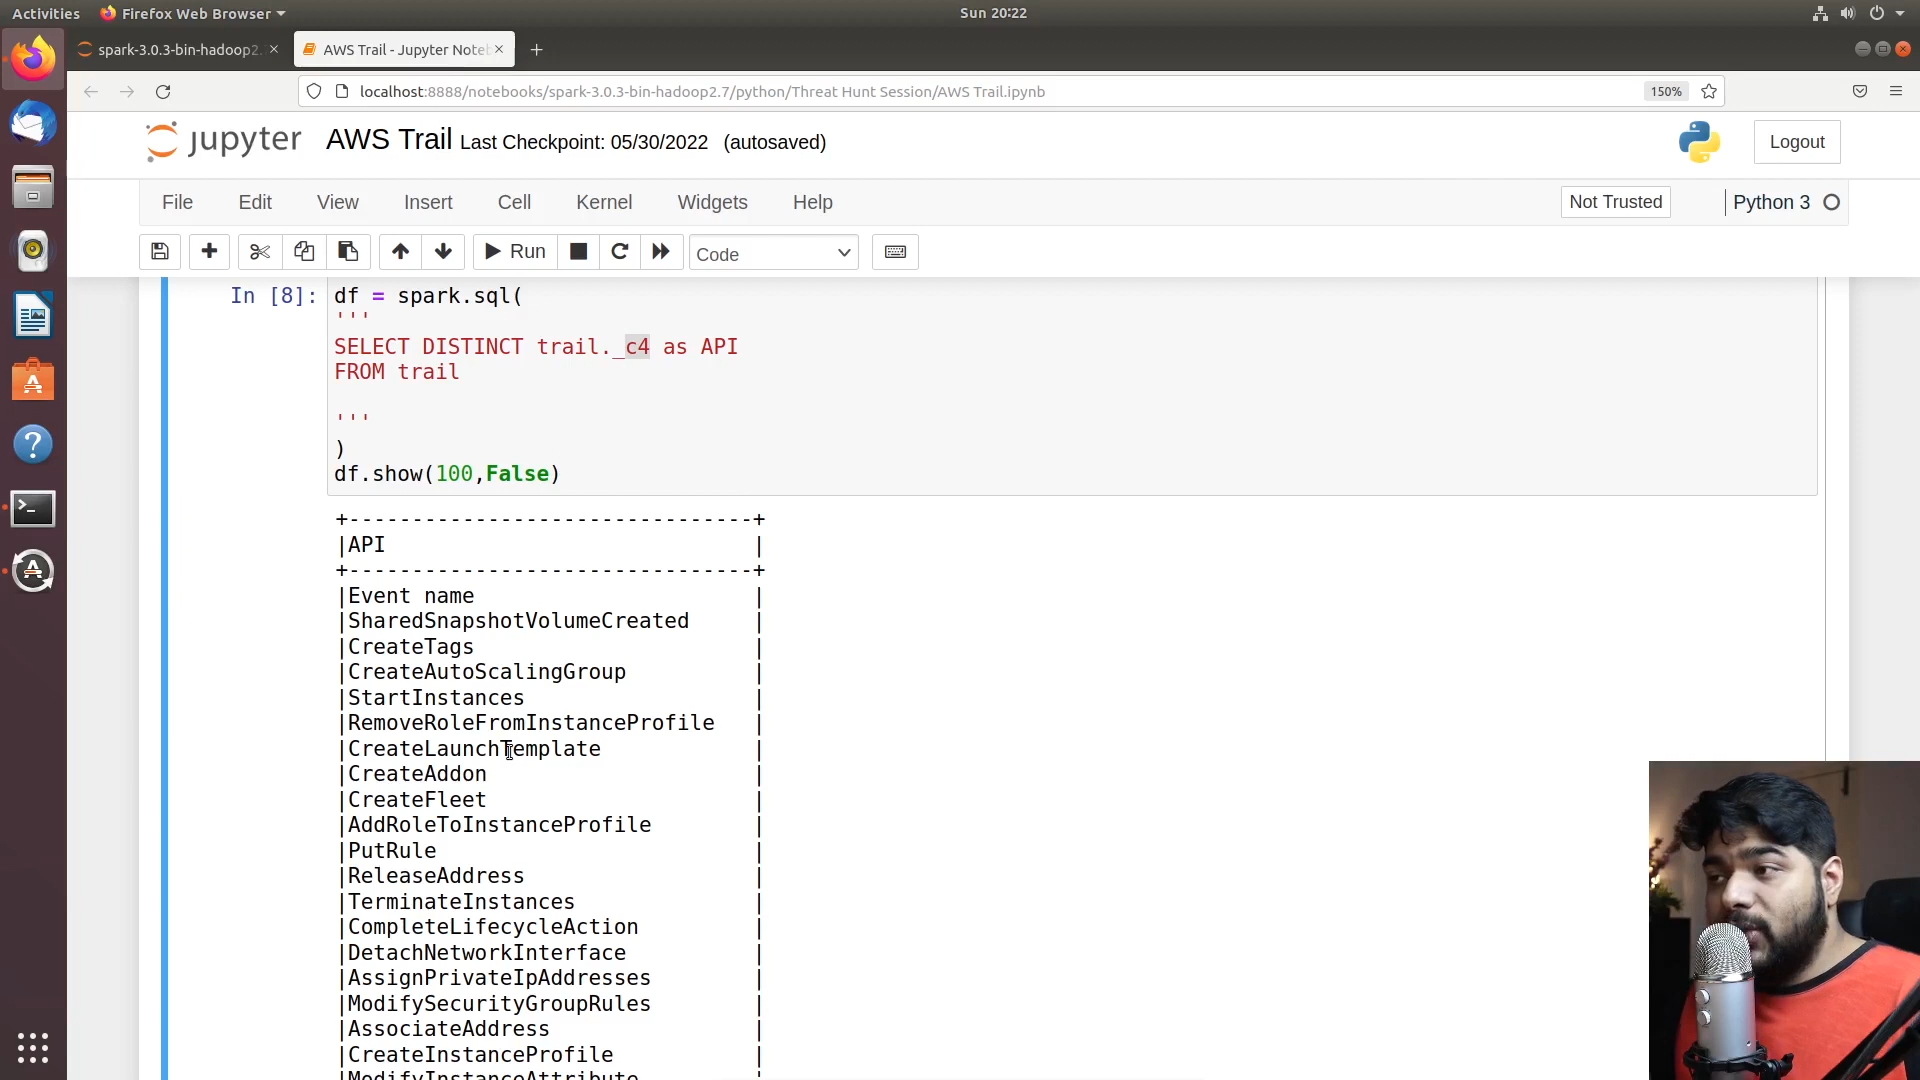 Activities Firefox Web Browser Sun 20:22
spark-3.0.3-bin-hadoop2. AWS Trail - Jupyter Note
localhost:8888/notebooks/spark-3.0.3-bin-hadoop2.7/python/Threat Hunt Session/AWS Trail.ipynb 150%
jupyter AWS Trail Last Checkpoint: 05/30/2022 (autosaved) Logout
File Edit View Insert Cell Kernel Widgets Help Not Trusted Python 3
Run Code
In [8]: df = spark.sql(
'''
SELECT DISTINCT trail._c4 as API
FROM trail
'''
)
df.show(100,False)
+--------------------------------+
|API |
+--------------------------------+
|Event name |
|SharedSnapshotVolumeCreated |
|CreateTags |
|CreateAutoScalingGroup |
|StartInstances |
|RemoveRoleFromInstanceProfile |
|CreateLaunchTemplate |
|CreateAddon |
|CreateFleet |
|AddRoleToInstanceProfile |
|PutRule |
|ReleaseAddress |
|TerminateInstances |
|CompleteLifecycleAction |
|DetachNetworkInterface |
|AssignPrivateIpAddresses |
|ModifySecurityGroupRules |
|AssociateAddress |
|CreateInstanceProfile |
|ModifyInstanceAttribute